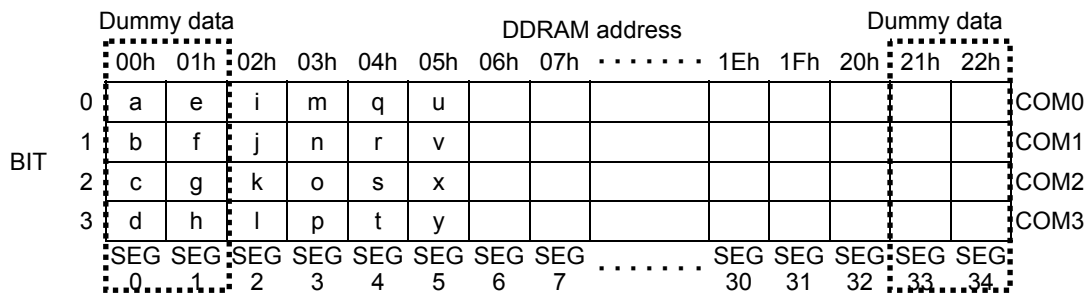 Dummy data DDRAM address Dummy data
00h 01h 02h 03h 04h 05h 06h 07h ······· 1Eh 1Fh 20h 21h 22h
0 a e i m q u COM0
1 b f j n r v COM1
BIT
2 c g k o s x COM2
3 d h l p t y COM3
SEG SEG SEG SEG SEG SEG SEG SEG ······· SEG SEG SEG SEG SEG
0 1 2 3 4 5 6 7 30 31 32 33 34